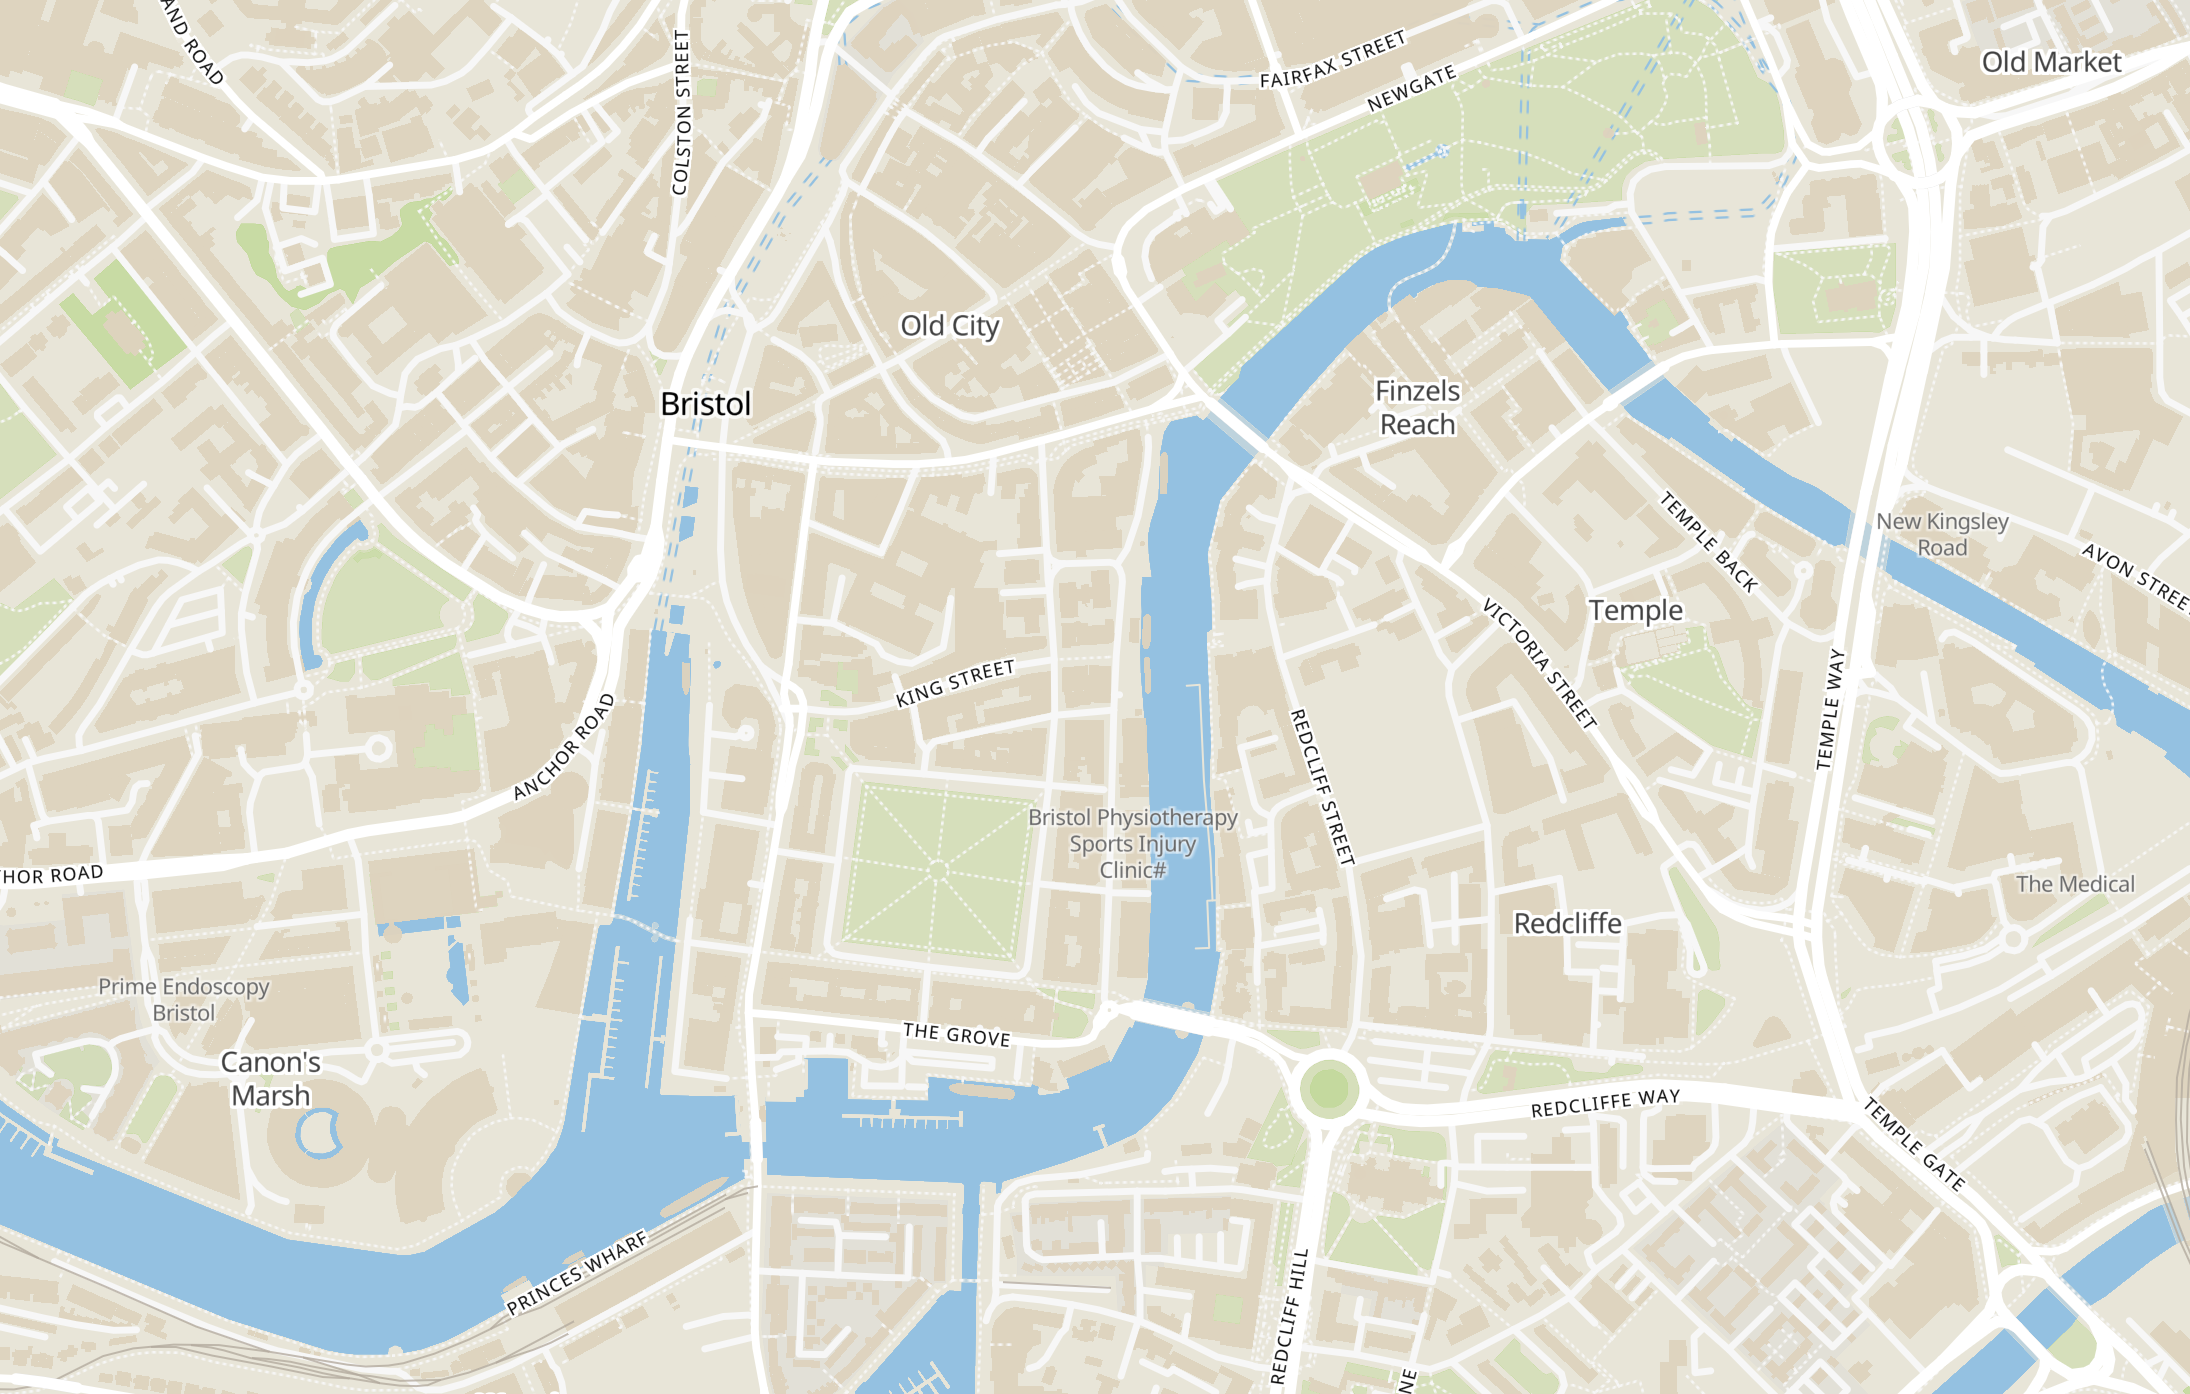 AND ROAD
COLSTON STREET
FAIRFAX STREET
NEWGATE
Old Market
Old City
Bristol
Finzels
Reach
TEMPLE BACK
New Kingsley
Road
AVON STREET
Temple
VICTORIA STREET
KING STREET
ANCHOR ROAD
TEMPLE WAY
REDCLIFF STREET
Bristol Physiotherapy
Sports Injury
Clinic#
HOR ROAD
The Medical
Redcliffe
Prime Endoscopy
Bristol
THE GROVE
Canon's
Marsh
REDCLIFFE WAY
TEMPLE GATE
PRINCES WHARF
REDCLIFF HILL
NE